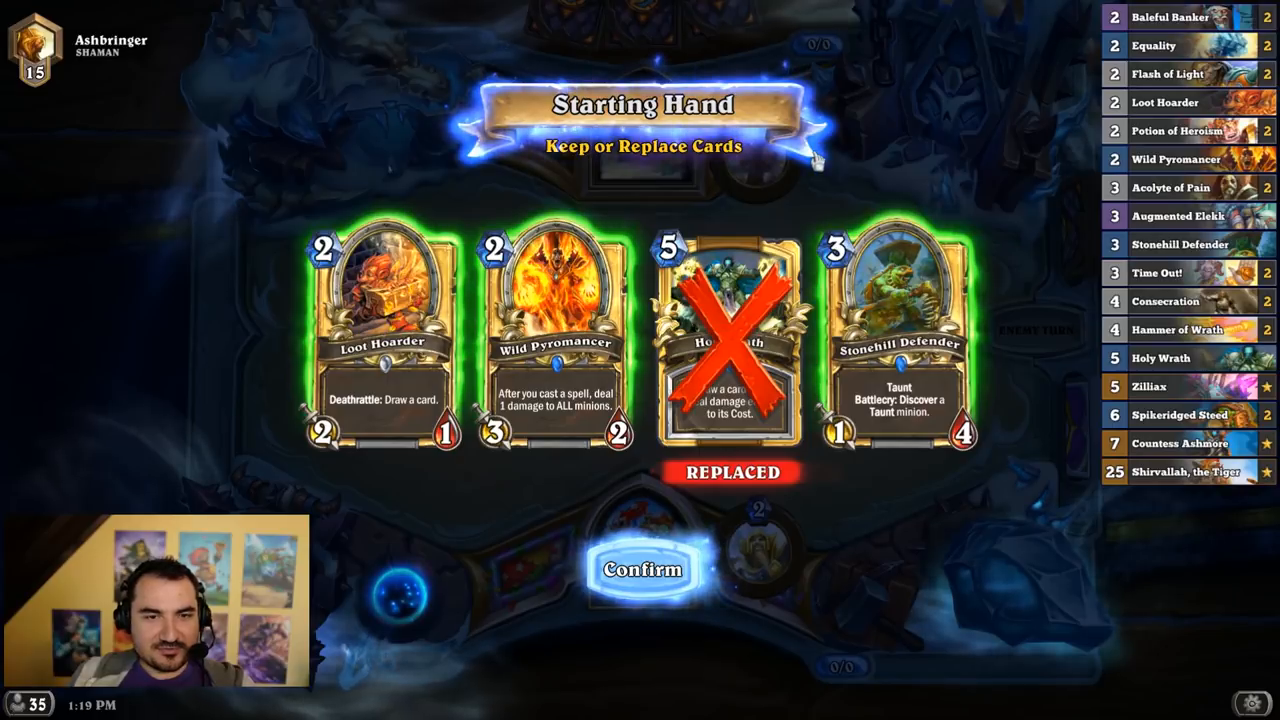 Ashbringer
SHAMAN
15
0/0
Starting Hand
Keep or Replace Cards
2
Loot Hoarder
Deathrattle: Draw a card.
2
1
2
Wild Pyromancer
After you cast a spell, deal
1 damage to ALL minions.
3
2
5
to its Cost.
REPLACED
3
Stonehill Defender
Taunt
Battlecry: Discover a
Taunt minion.
1
4
ENEMY TURN
2
Confirm
0/0
2 Baleful Banker 2
2 Equality 2
2 Flash of Light 2
2 Loot Hoarder
2 Potion of Heroism 2
2 Wild Pyromancer
3 Acolyte of Pain 2
3 Augmented Elekk
3 Stonehill Defender
3 Time Out! 2
4 Consecration 2
4 Hammer of Wrath 2
5 Holy Wrath
5 Zilliax
6 Spikeridged Steed 2
7 Countess Ashmore
25 Shirvallah, the Tiger
35
1:19 PM